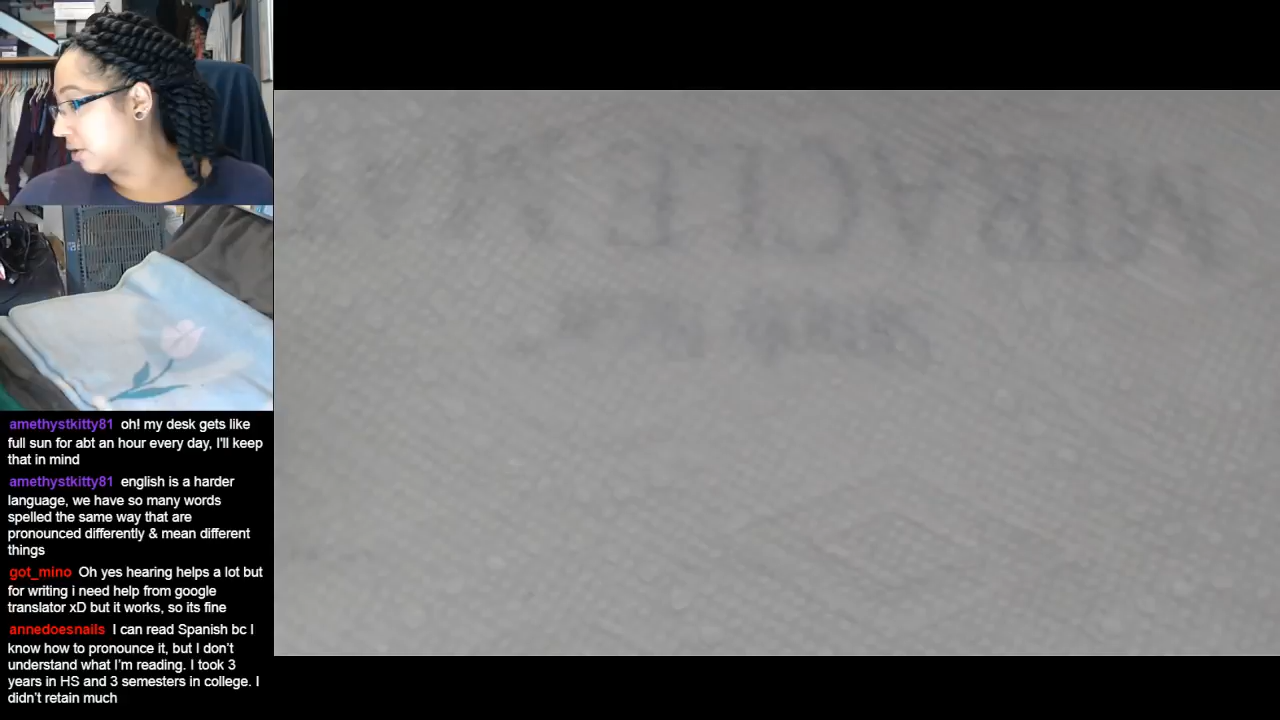 amethystkitty81 oh! my desk gets like
full sun for abt an hour every day, I'll keep
that in mind
amethystkitty81 english is a harder
language, we have so many words
spelled the same way that are
pronounced differently & mean different
things
got_mino Oh yes hearing helps a lot but
for writing i need help from google
translator xD but it works, so its fine
annedoesnails I can read Spanish bc I
know how to pronounce it, but I don’t
understand what I’m reading. I took 3
years in HS and 3 semesters in college. I
didn’t retain much